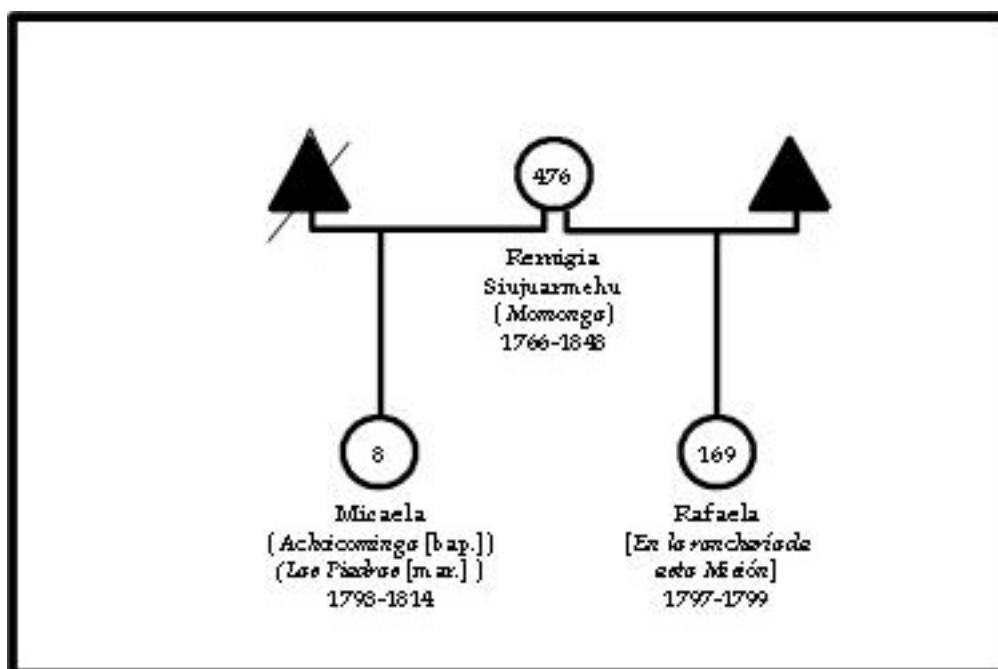 476
Remigia
Siujuarmehu
(Momonga)
1766-1848
8
Micaela
(Achoicominga [bap.])
(Las Piedras [mar.] )
1793-1814
169
Rafaela
[En la ranchería de
esta Misión]
1797-1799